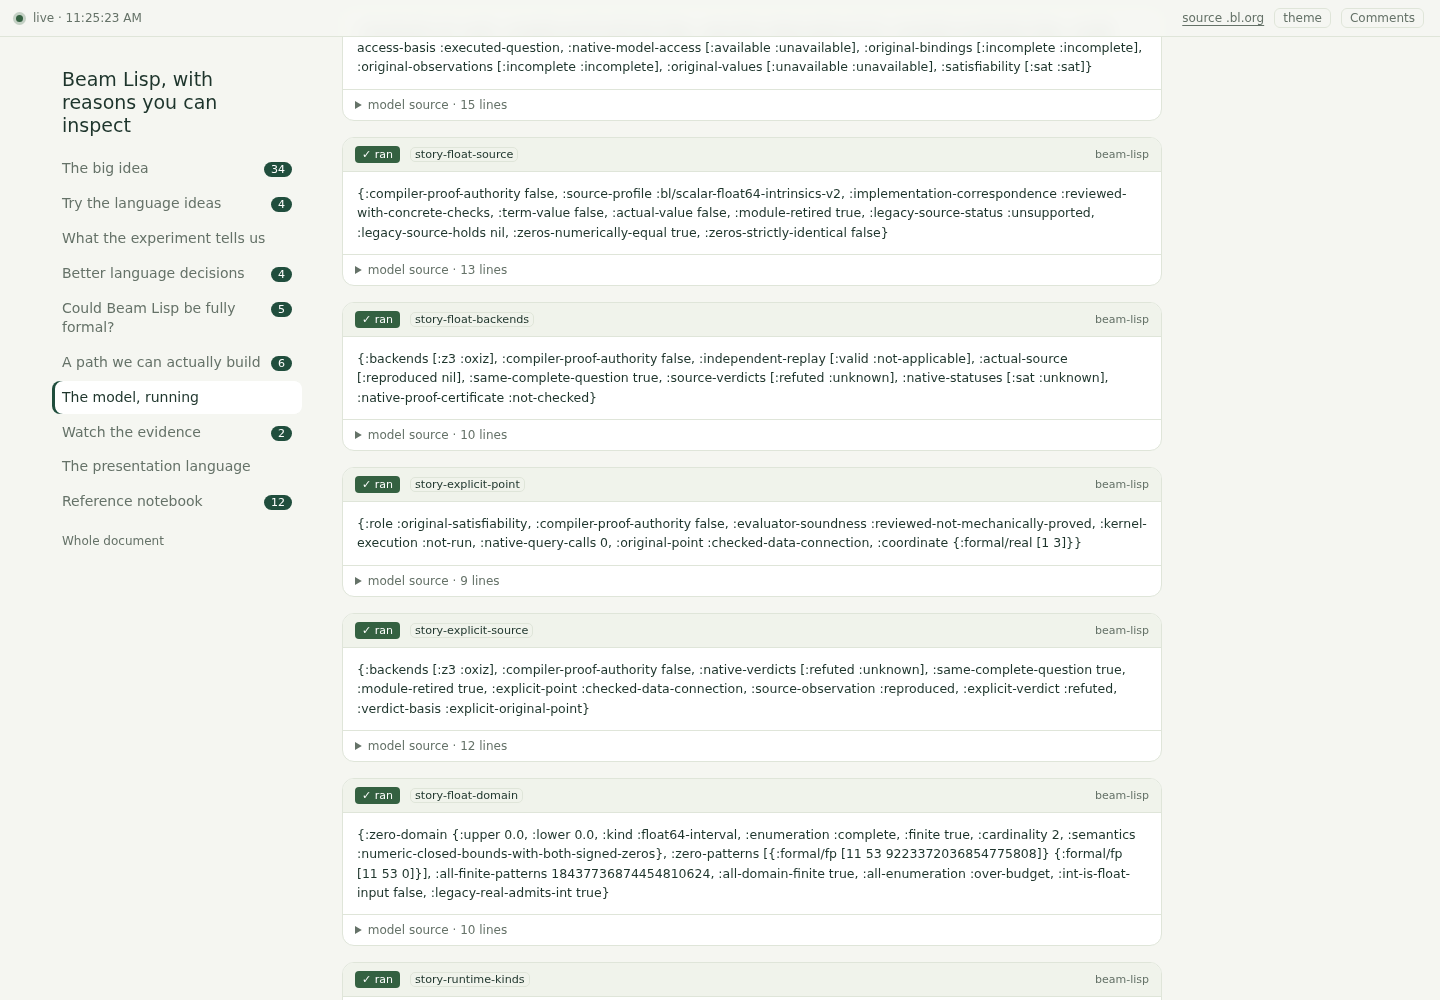 live · 11:25:23 AM
source .bl.org
theme
Comments
Beam Lisp, with
reasons you can
inspect
The big idea 34
Try the language ideas 4
What the experiment tells us
Better language decisions 4
Could Beam Lisp be fully 5
formal?
A path we can actually build 6
The model, running
Watch the evidence 2
The presentation language
Reference notebook 12
Whole document
access-basis :executed-question, :native-model-access [:available :unavailable], :original-bindings [:incomplete :incomplete],
:original-observations [:incomplete :incomplete], :original-values [:unavailable :unavailable], :satisfiability [:sat :sat]}
▶ model source · 15 lines
✓ ran story-float-source beam-lisp
{:compiler-proof-authority false, :source-profile :bl/scalar-float64-intrinsics-v2, :implementation-correspondence :reviewed-
with-concrete-checks, :term-value false, :actual-value false, :module-retired true, :legacy-source-status :unsupported,
:legacy-source-holds nil, :zeros-numerically-equal true, :zeros-strictly-identical false}
▶ model source · 13 lines
✓ ran story-float-backends beam-lisp
{:backends [:z3 :oxiz], :compiler-proof-authority false, :independent-replay [:valid :not-applicable], :actual-source
[:reproduced nil], :same-complete-question true, :source-verdicts [:refuted :unknown], :native-statuses [:sat :unknown],
:native-proof-certificate :not-checked}
▶ model source · 10 lines
✓ ran story-explicit-point beam-lisp
{:role :original-satisfiability, :compiler-proof-authority false, :evaluator-soundness :reviewed-not-mechanically-proved, :kernel-
execution :not-run, :native-query-calls 0, :original-point :checked-data-connection, :coordinate {:formal/real [1 3]}}
▶ model source · 9 lines
✓ ran story-explicit-source beam-lisp
{:backends [:z3 :oxiz], :compiler-proof-authority false, :native-verdicts [:refuted :unknown], :same-complete-question true,
:module-retired true, :explicit-point :checked-data-connection, :source-observation :reproduced, :explicit-verdict :refuted,
:verdict-basis :explicit-original-point}
▶ model source · 12 lines
✓ ran story-float-domain beam-lisp
{:zero-domain {:upper 0.0, :lower 0.0, :kind :float64-interval, :enumeration :complete, :finite true, :cardinality 2, :semantics
:numeric-closed-bounds-with-both-signed-zeros}, :zero-patterns [{:formal/fp [11 53 9223372036854775808]} {:formal/fp
[11 53 0]}], :all-finite-patterns 18437736874454810624, :all-domain-finite true, :all-enumeration :over-budget, :int-is-float-
input false, :legacy-real-admits-int true}
▶ model source · 10 lines
✓ ran story-runtime-kinds beam-lisp